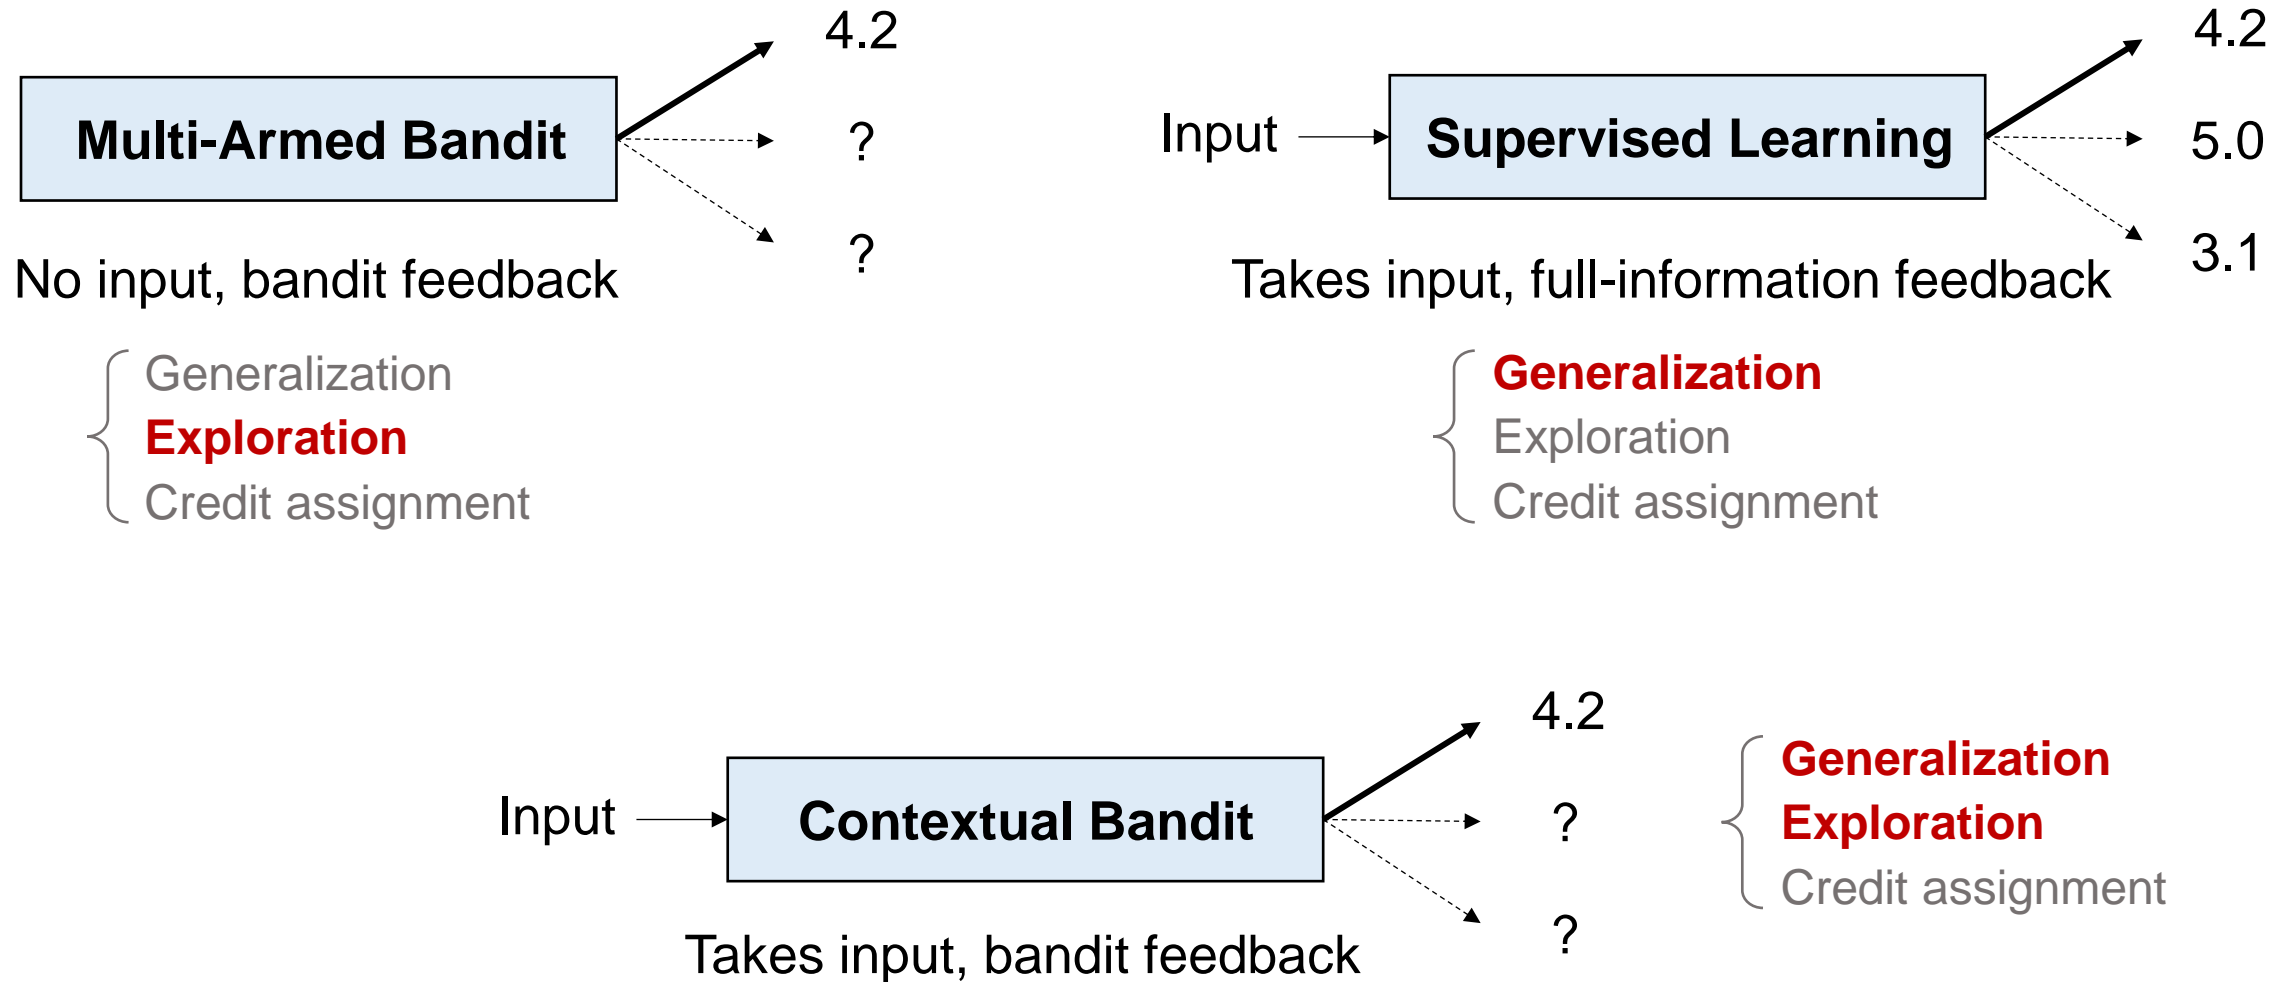 4.2
Multi-Armed Bandit
?
?
No input, bandit feedback
Generalization
Exploration
Credit assignment
4.2
Input
Supervised Learning
5.0
3.1
Takes input, full-information feedback
Generalization
Exploration
Credit assignment
4.2
Input
Contextual Bandit
?
?
Takes input, bandit feedback
Generalization
Exploration
Credit assignment